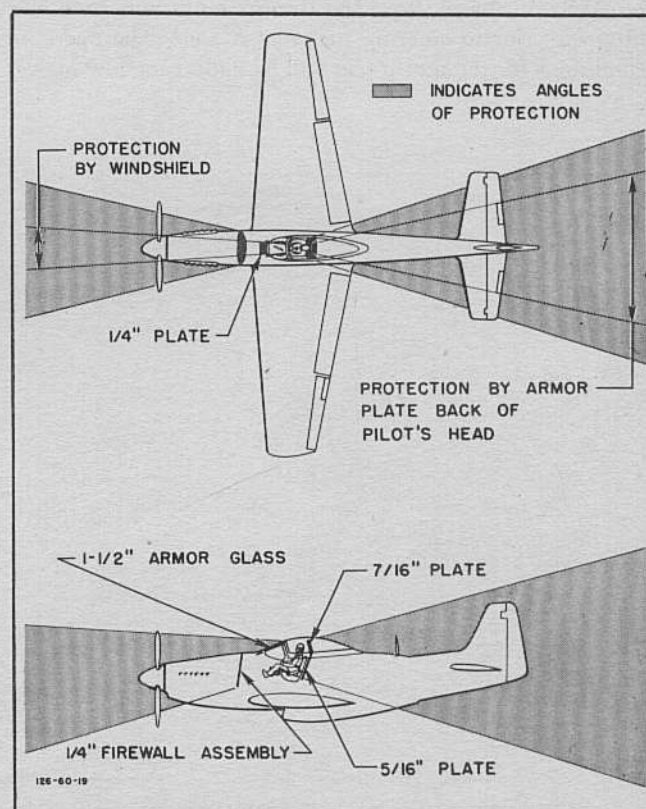 INDICATES ANGLES
OF PROTECTION
PROTECTION
BY WINDSHIELD
1/4" PLATE
PROTECTION BY ARMOR
PLATE BACK OF
PILOT'S HEAD
1-1/2" ARMOR GLASS
7/16" PLATE
1/4" FIREWALL ASSEMBLY
5/16" PLATE
126-60-19